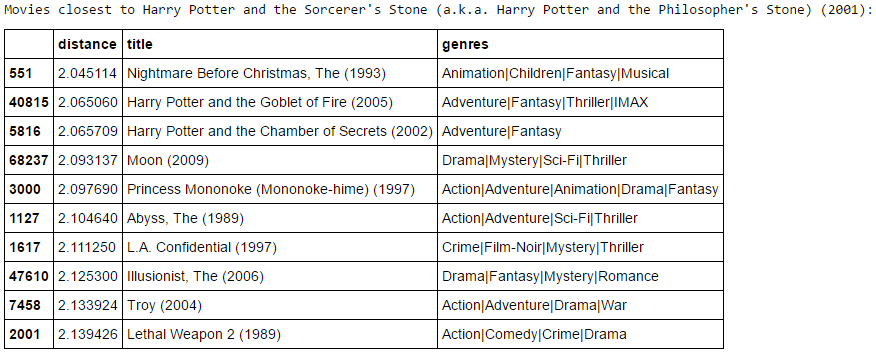 Movies closest to Harry Potter and the Sorcerer's Stone (a.k.a. Harry Potter and the Philosopher's Stone) (2001):
distance title genres
551 2.045114 Nightmare Before Christmas, The (1993) Animation|Children|Fantasy|Musical
40815 2.065060 Harry Potter and the Goblet of Fire (2005) Adventure|Fantasy|Thriller|IMAX
5816 2.065709 Harry Potter and the Chamber of Secrets (2002) Adventure|Fantasy
68237 2.093137 Moon (2009) Drama|Mystery|Sci-Fi|Thriller
3000 2.097690 Princess Mononoke (Mononoke-hime) (1997) Action|Adventure|Animation|Drama|Fantasy
1127 2.104640 Abyss, The (1989) Action|Adventure|Sci-Fi|Thriller
1617 2.111250 L.A. Confidential (1997) Crime|Film-Noir|Mystery|Thriller
47610 2.125300 Illusionist, The (2006) Drama|Fantasy|Mystery|Romance
7458 2.133924 Troy (2004) Action|Adventure|Drama|War
2001 2.139426 Lethal Weapon 2 (1989) Action|Comedy|Crime|Drama